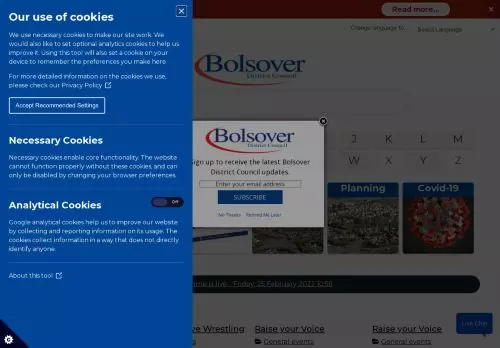 Our use of cookies
We use necessary cookies to make our site work. We
would also like to set optional analytics cookies to help us
improve it. Using this tool will also set a cookie on your
device to remember the preferences you make here.
For more detailed information on the cookies we use,
please check our Privacy Policy
Accept Recommended Settings
Necessary Cookies
Necessary cookies enable core functionality. The website
cannot function properly without these cookies, and can
only be disabled by changing your browser preferences.
Analytical Cookies
Off
Google analytical cookies help us to improve our website
by collecting and reporting information on its usage. The
cookies collect information in a way that does not directly
identify anyone.
About this tool
Read more...
Change language to...
Select Language
Bolsover
District Council
Bolsover
District Council
Sign up to receive the latest Bolsover
District Council updates.
Enter your email address
SUBSCRIBE
No Thanks Remind Me Later
J K L M
W X Y Z
Planning
Covid-19
is live... Friday, 25 February 2022 10:56
Wrestling
Raise your Voice
Raise your Voice
General events
General events
Live Chat